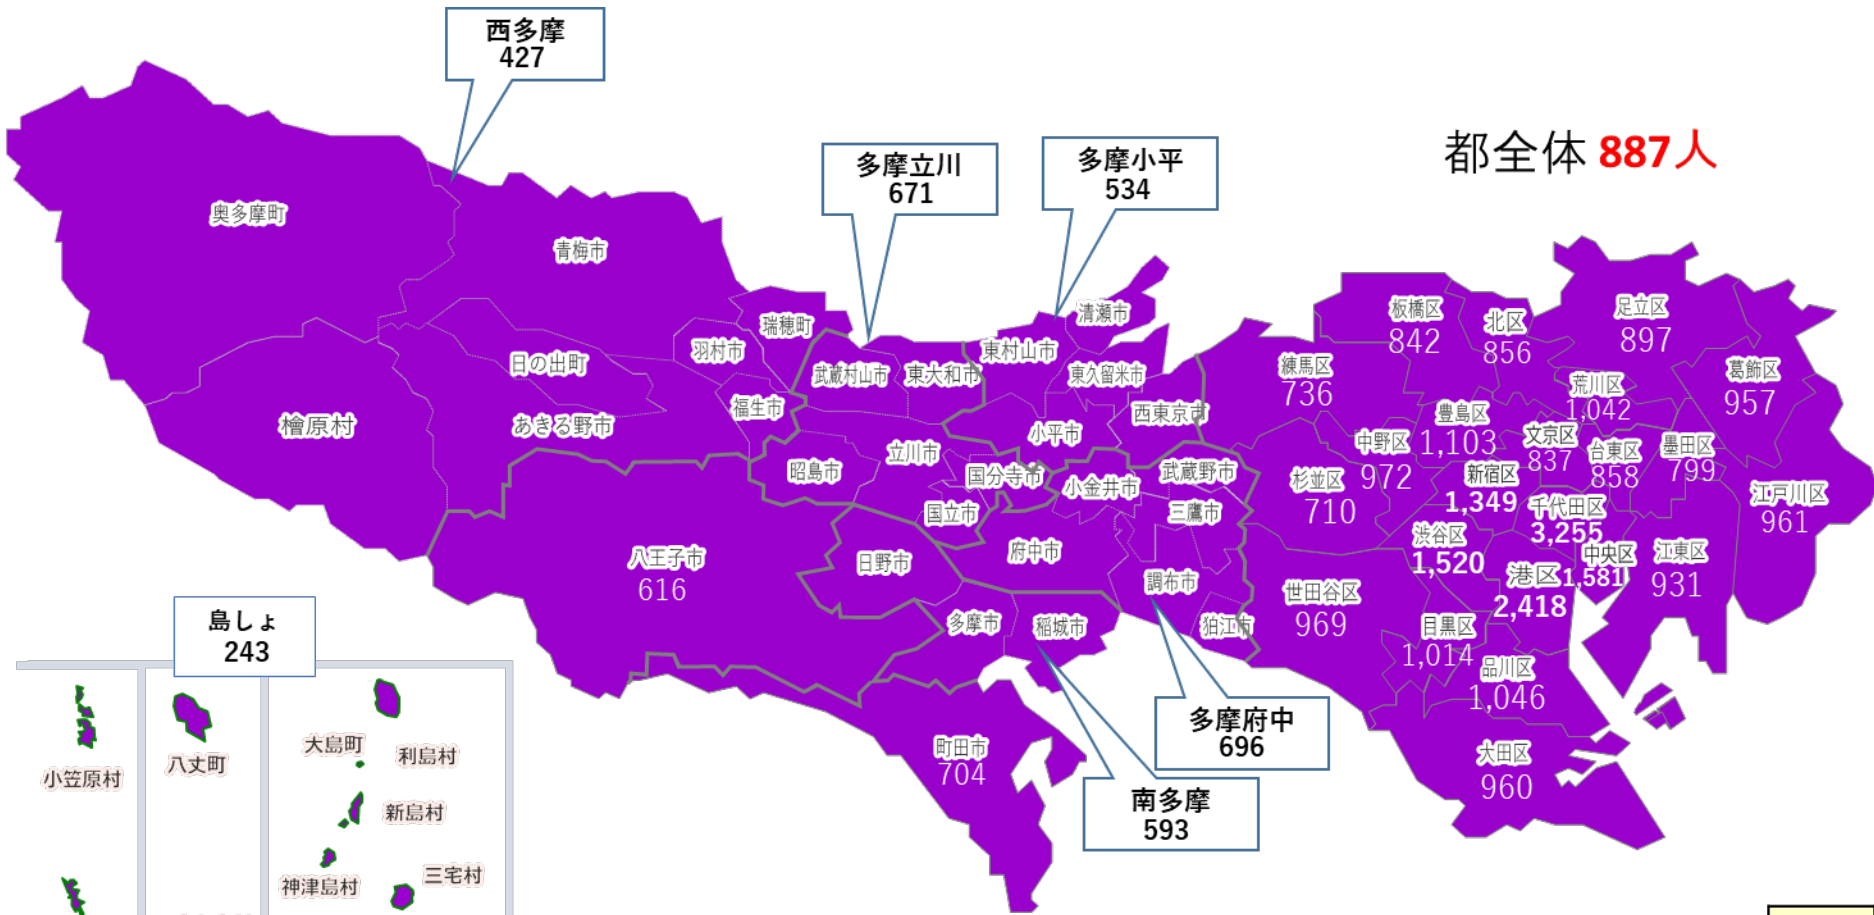 西多摩
427
多摩立川
671
多摩小平
534
都全体 887人
奥多摩町
青梅市
瑞穂町
羽村市
日の出町
福生市
あきる野市
檜原村
武蔵村山市
東大和市
東村山市
清瀬市
東久留米市
西東京市
小平市
立川市
昭島市
国分寺市
国立市
小金井市
武蔵野市
三鷹市
府中市
調布市
狛江市
八王子市
616
日野市
多摩市
稲城市
町田市
704
板橋区
842
北区
856
足立区
897
練馬区
736
荒川区
1,042
葛飾区
957
豊島区
1,103
中野区
972
文京区
837
台東区
858
墨田区
799
杉並区
710
新宿区
1,349
千代田区
3,255
江戸川区
961
渋谷区
1,520
中央区
1,581
江東区
931
港区
2,418
世田谷区
969
目黒区
1,014
品川区
1,046
大田区
960
多摩府中
696
南多摩
593
島しょ
243
小笠原村
八丈町
大島町
利島村
新島村
神津島村
三宅村